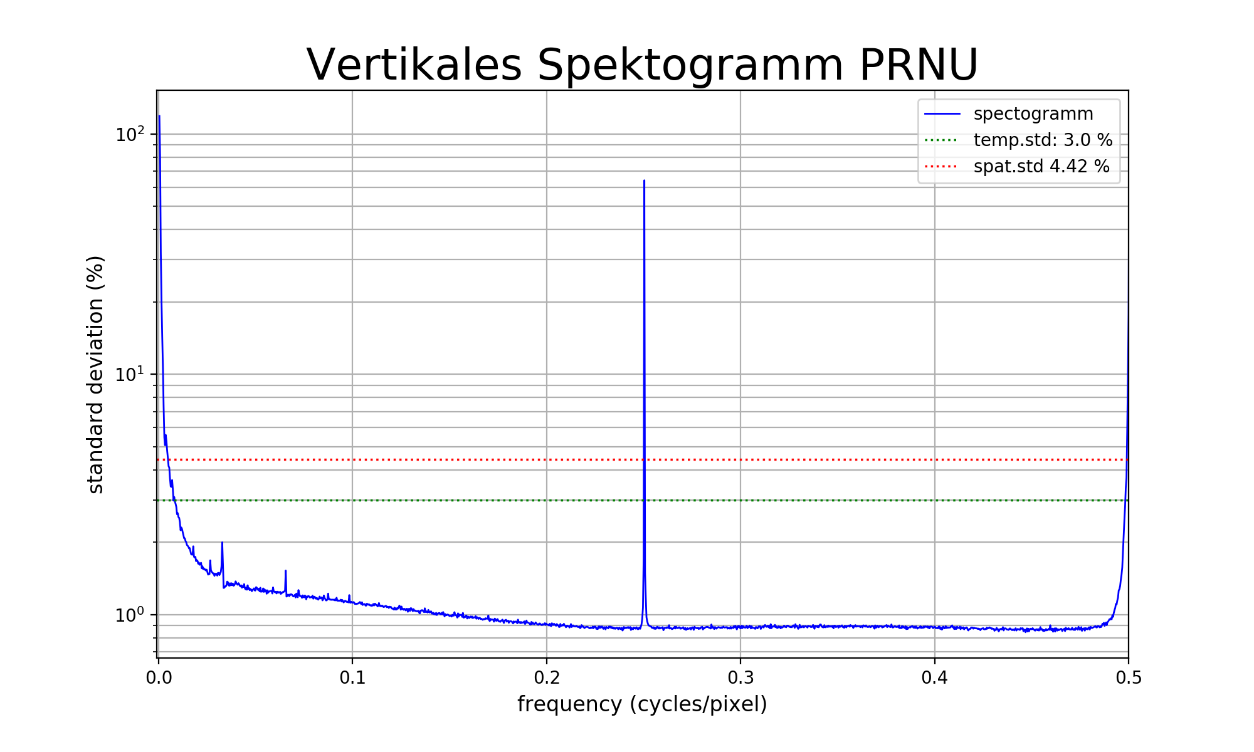 Vertikales Spektogramm PRNU
spectogramm
temp.std: 3.0 %
spat.std 4.42 %
standard deviation (%)
10²
10¹
10⁰
0.0 0.1 0.2 0.3 0.4 0.5
frequency (cycles/pixel)